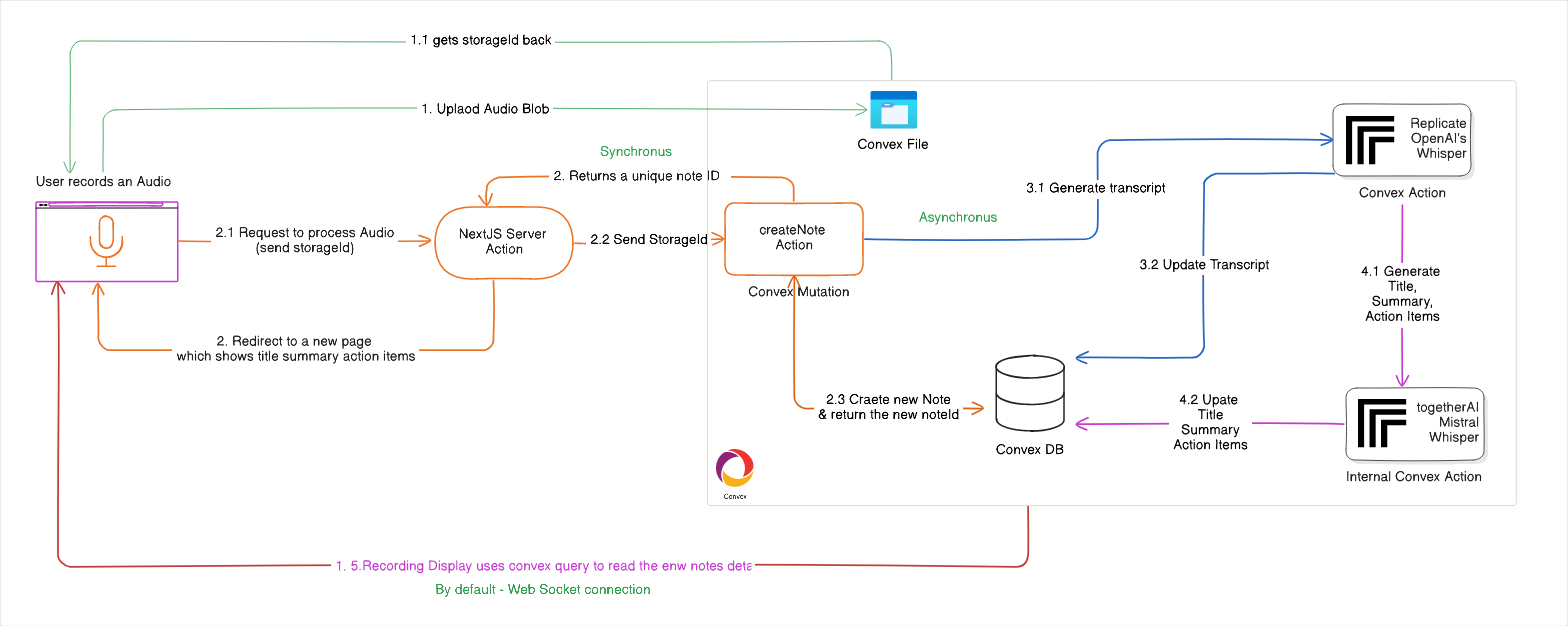 1.1 gets storageId back
1. Uplaod Audio Blob
Convex File
Replicate
OpenAI's
Whisper
Convex Action
Synchronus
User records an Audio
2. Returns a unique note ID
3.1 Generate transcript
Asynchronus
2.1 Request to process Audio
(send storageId)
NextJS Server
Action
2.2 Send StorageId
createNote
Action
Convex Mutation
3.2 Update Transcript
4.1 Generate
Title,
Summary,
Action Items
2. Redirect to a new page
which shows title summary action items
2.3 Craete new Note
& return the new noteId
Convex DB
4.2 Upate
Title
Summary
Action Items
togetherAI
Mistral
Whisper
Internal Convex Action
Convex
1. 5.Recording Display uses convex query to read the enw notes deta
By default - Web Socket connection